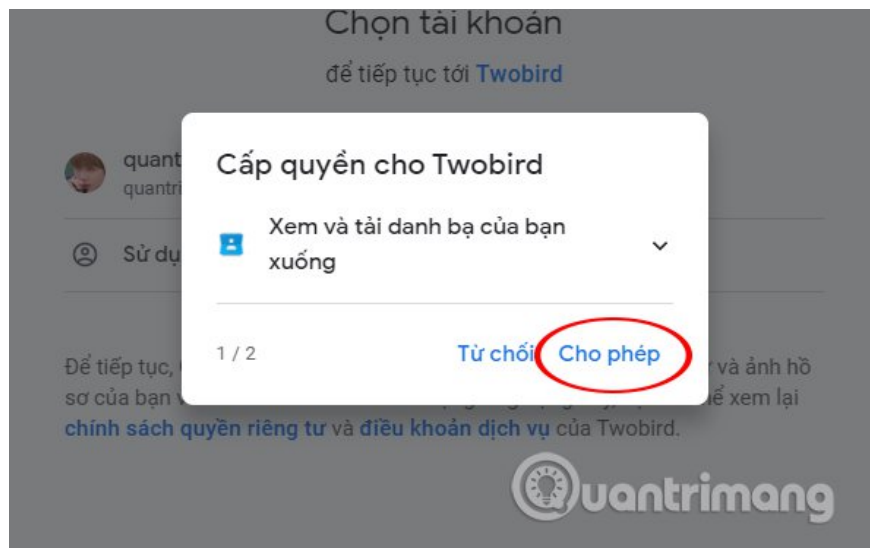 Chọn tài khoản
để tiếp tục tới Twobird
Cấp quyền cho Twobird
Xem và tải danh bạ của bạn
xuống
1 / 2
Từ chối
Cho phép
quant
quantri
Sử dụ
Để tiếp tục, và ảnh hồ
sơ của bạn xem lại
chính sách quyền riêng tư và điều khoản dịch vụ của Twobird.
Quantrimang